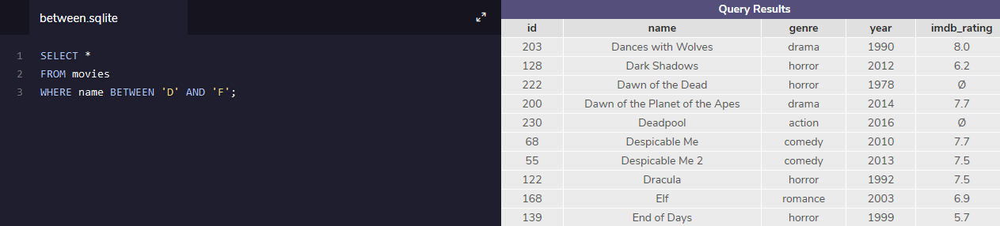 between.sqlite
1 SELECT *
2 FROM movies
3 WHERE name BETWEEN 'D' AND 'F';
Query Results
id name genre year imdb_rating
203 Dances with Wolves drama 1990 8.0
128 Dark Shadows horror 2012 6.2
222 Dawn of the Dead horror 1978 Ø
200 Dawn of the Planet of the Apes drama 2014 7.7
230 Deadpool action 2016 Ø
68 Despicable Me comedy 2010 7.7
55 Despicable Me 2 comedy 2013 7.5
122 Dracula horror 1992 7.5
168 Elf romance 2003 6.9
139 End of Days horror 1999 5.7